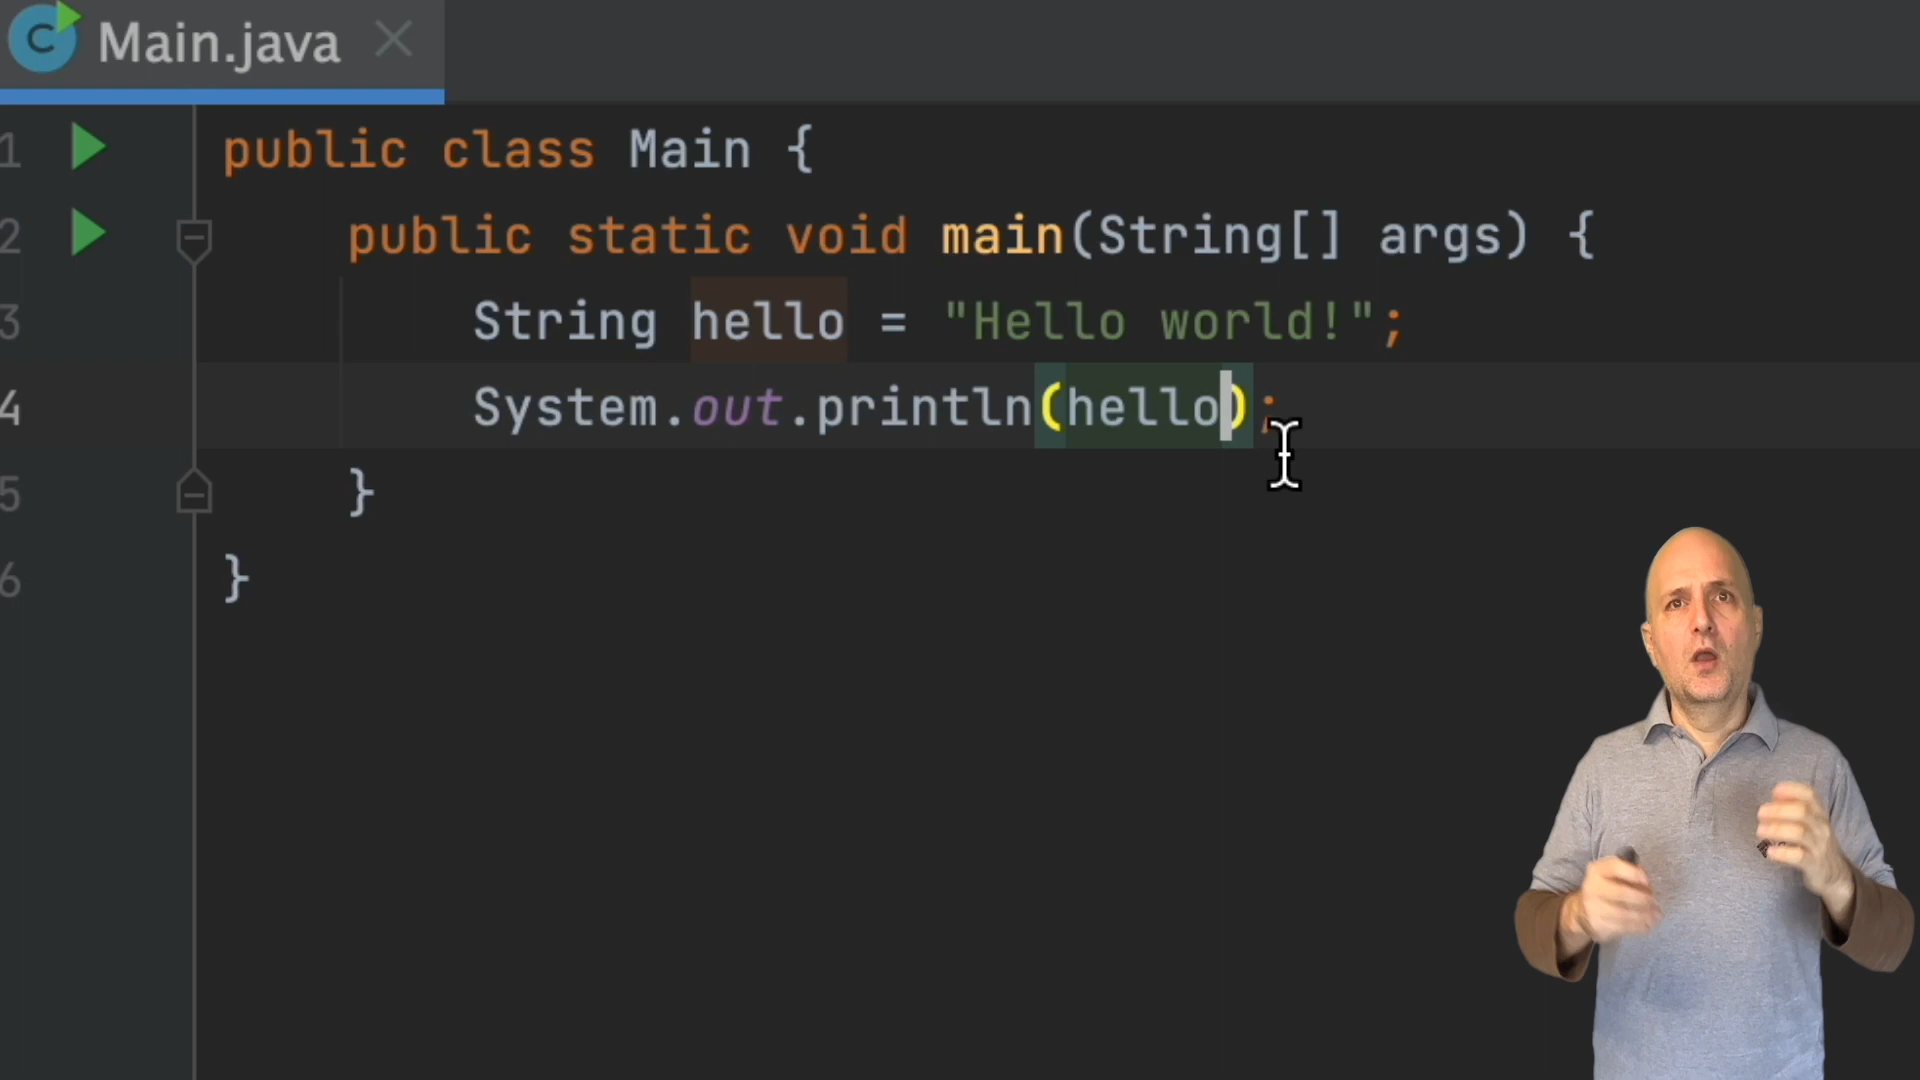 Main.java
1 public class Main {
2 public static void main(String[] args) {
3 String hello = "Hello world!";
4 System.out.println(hello);
5 }
6 }